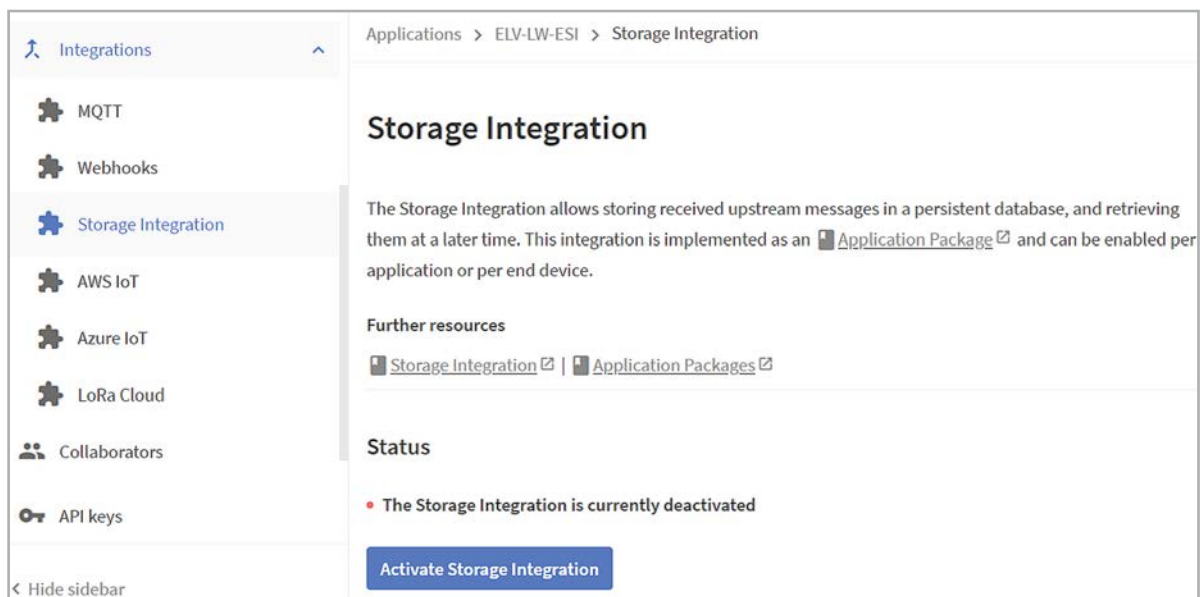 Integrations
MQTT
Webhooks
Storage Integration
AWS IoT
Azure IoT
LoRa Cloud
Collaborators
API keys
< Hide sidebar
Applications > ELV-LW-ESI > Storage Integration
Storage Integration
The Storage Integration allows storing received upstream messages in a persistent database, and retrieving
them at a later time. This integration is implemented as an Application Package and can be enabled per
application or per end device.
Further resources
Storage Integration | Application Packages
Status
• The Storage Integration is currently deactivated
Activate Storage Integration